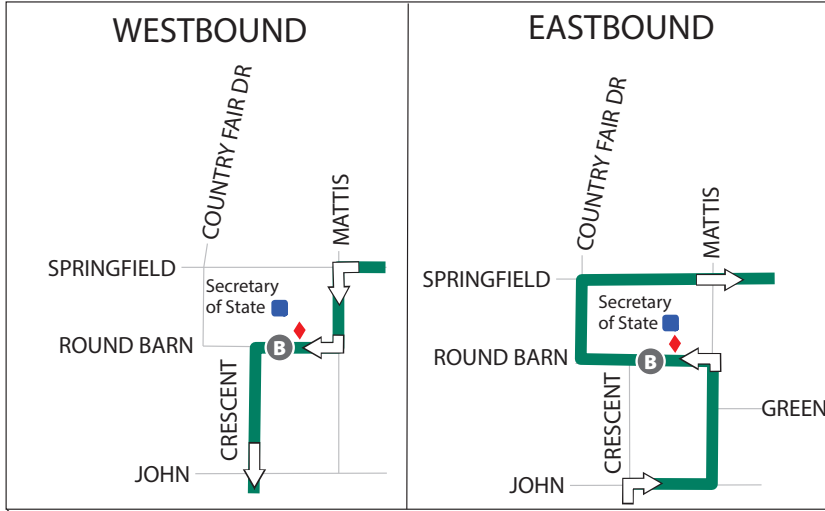 WESTBOUND
COUNTRY FAIR DR
MATTIS
SPRINGFIELD
Secretary
of State
ROUND BARN
B
CRESCENT
JOHN
EASTBOUND
COUNTRY FAIR DR
MATTIS
SPRINGFIELD
Secretary
of State
ROUND BARN
B
GREEN
CRESCENT
JOHN